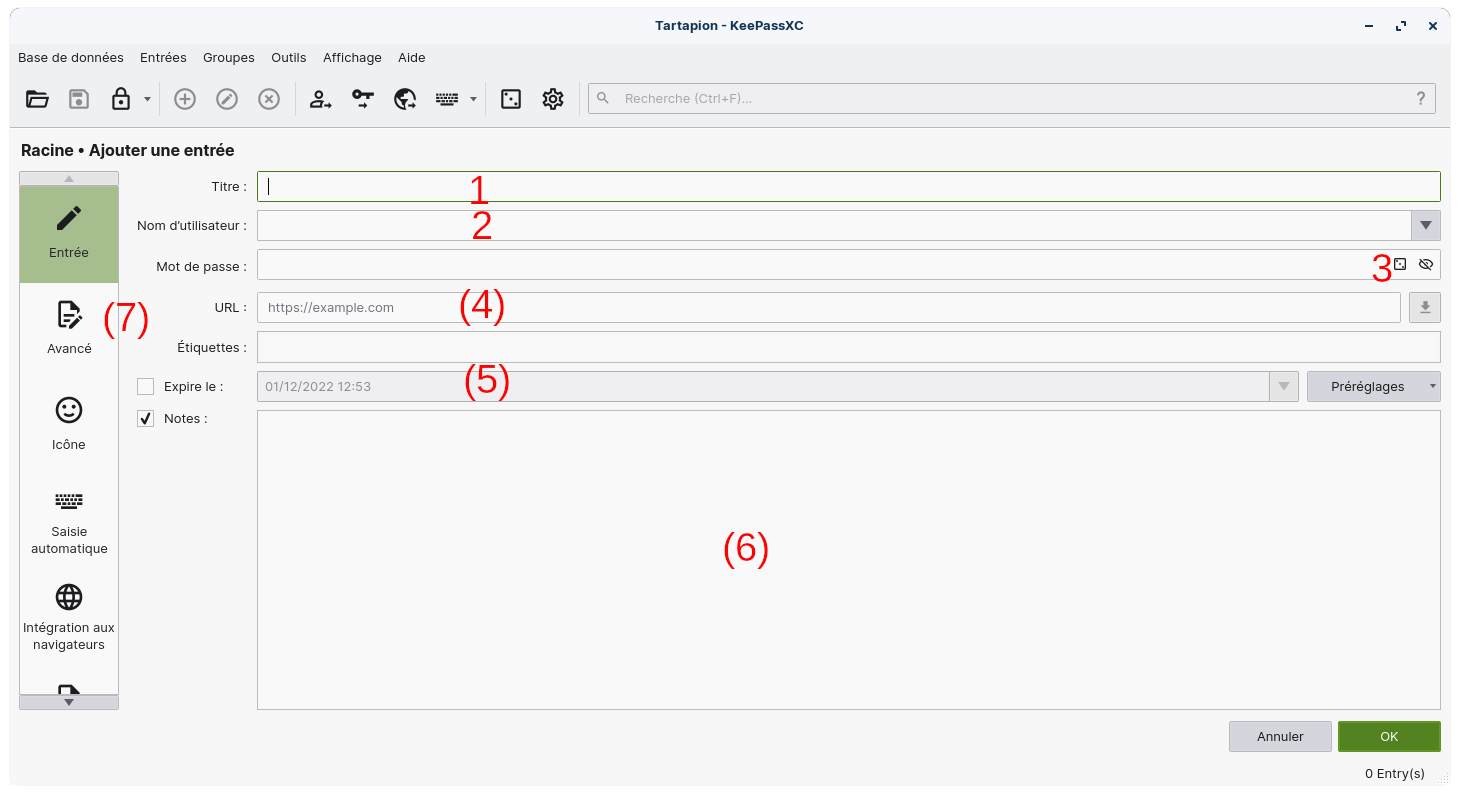 Tartapion - KeePassXC
Base de données Entrées Groupes Outils Affichage Aide
Recherche (Ctrl+F)... ?
Racine • Ajouter une entrée
Titre : 1
Nom d'utilisateur : 2
Mot de passe : 3
URL : https://example.com (4)
Étiquettes :
Expire le : 01/12/2022 12:53 (5) Préréglages
Notes :
(6)
Entrée
(7)
Avancé
Icône
Saisie
automatique
Intégration aux
navigateurs
Annuler OK
0 Entry(s)